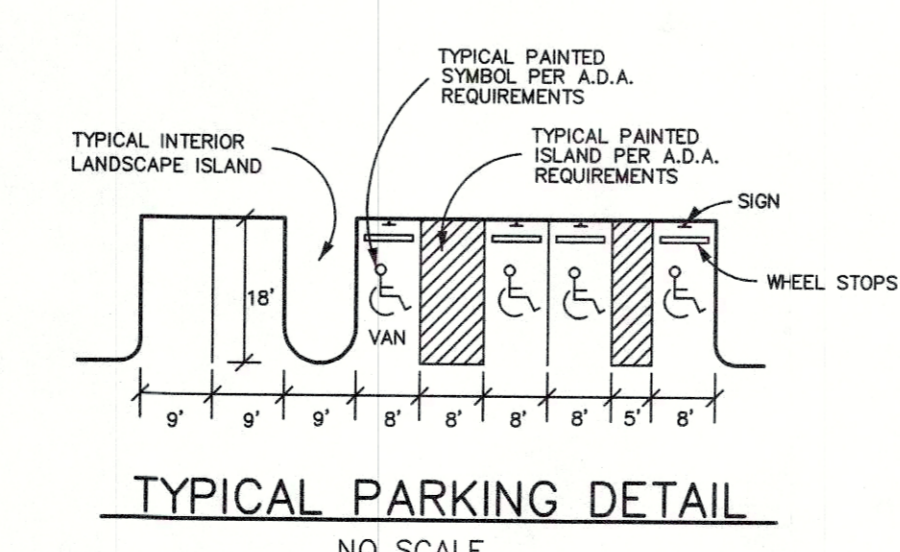 TYPICAL PAINTED
SYMBOL PER A.D.A.
REQUIREMENTS
TYPICAL INTERIOR
LANDSCAPE ISLAND
TYPICAL PAINTED
ISLAND PER A.D.A.
REQUIREMENTS
SIGN
WHEEL STOPS
18'
VAN
9' 9' 9' 8' 8' 8' 8' 5' 8'
TYPICAL PARKING DETAIL
NO SCALE